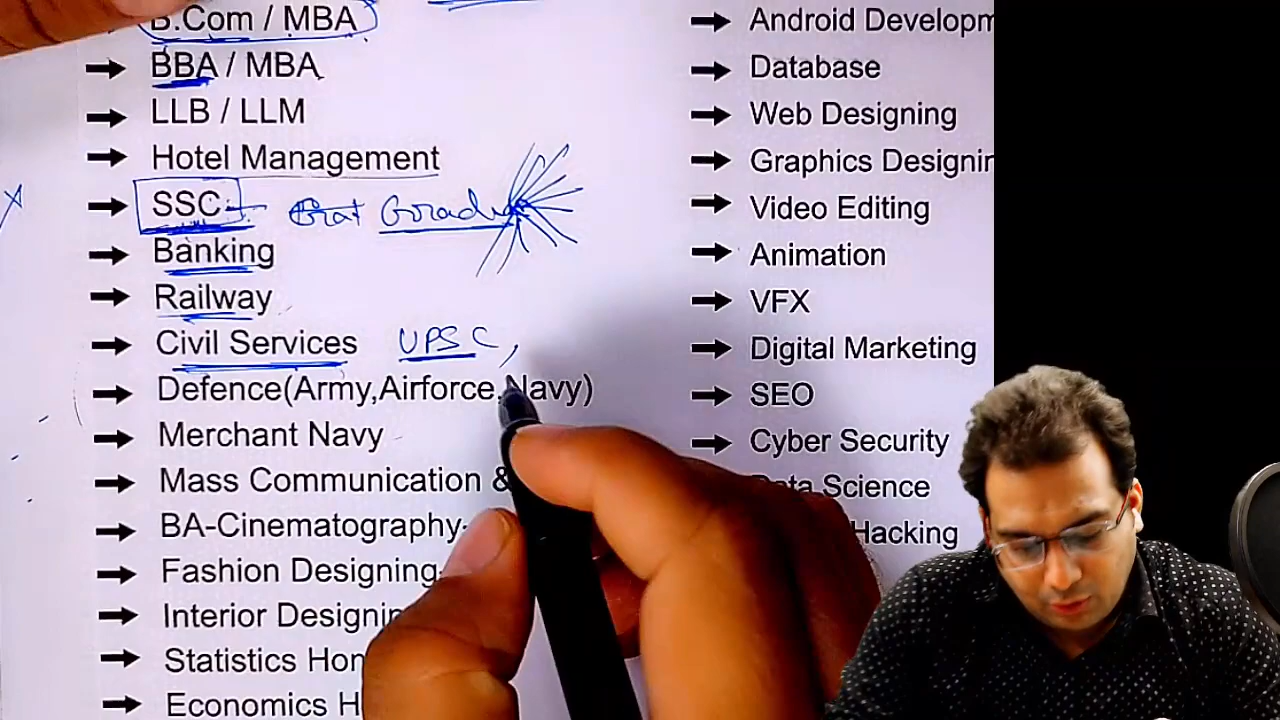 B.Com / MBA
BBA / MBA
LLB / LLM
Hotel Management
SSC
Banking
Railway
Civil Services UPSC,
Defence(Army,Airforce,Navy)
Merchant Navy
Mass Communication &
BA-Cinematography-
Fashion Designing-
Interior Designin
Statistics Hon
Economics H
Android Developm
Database
Web Designing
Graphics Designin
Video Editing
Animation
VFX
Digital Marketing
SEO
Cyber Security
Data Science
Hacking